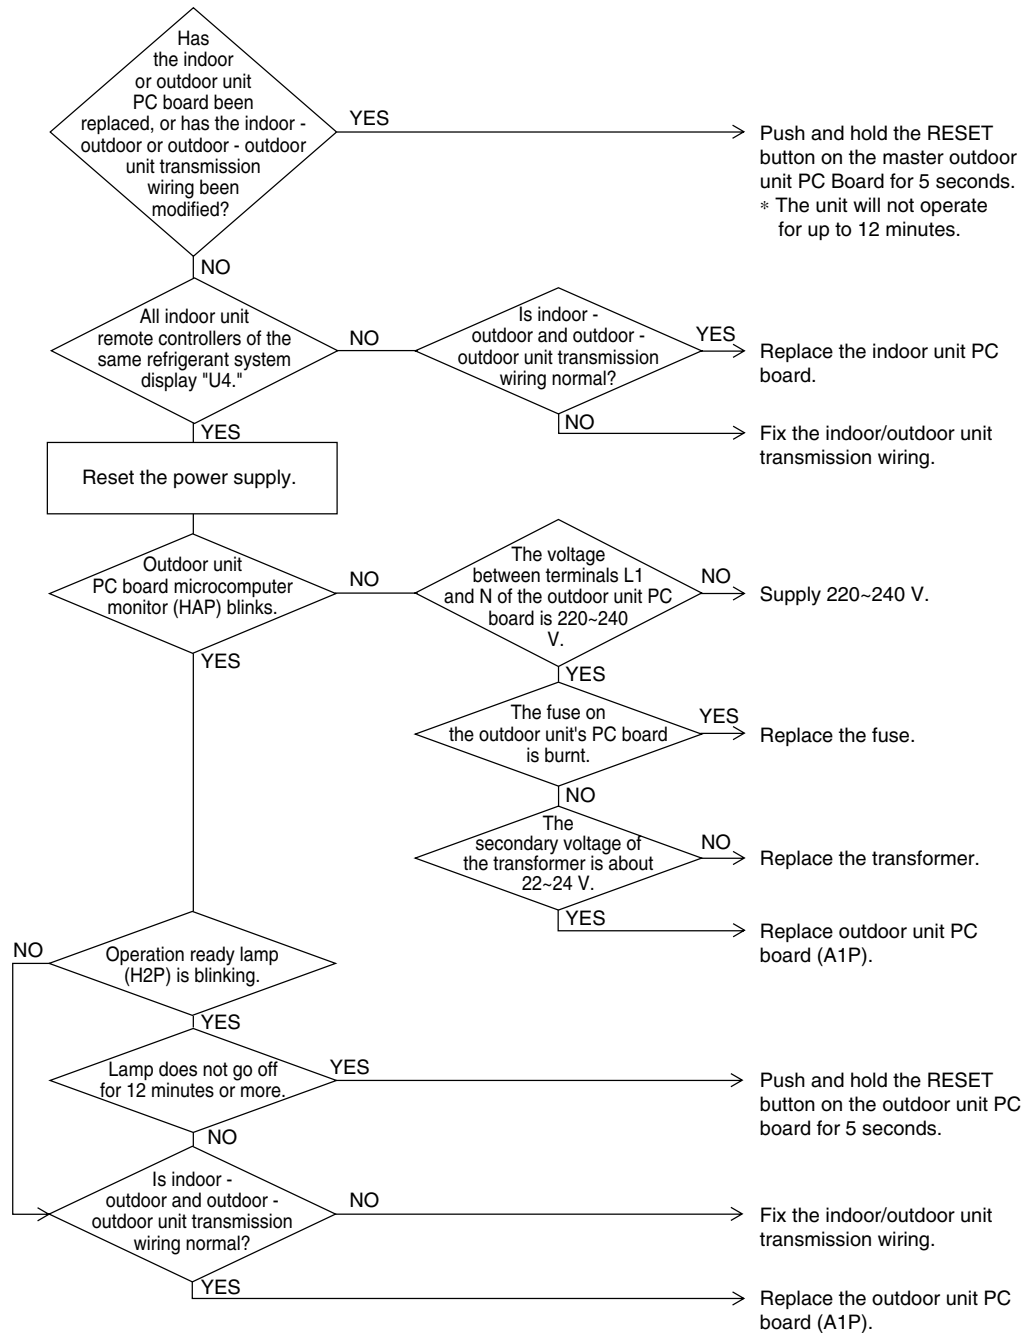 Has
the indoor
or outdoor unit
PC board been
replaced, or has the indoor -
outdoor or outdoor - outdoor
unit transmission
wiring been
modified?
YES
Push and hold the RESET
button on the master outdoor
unit PC Board for 5 seconds.
* The unit will not operate
for up to 12 minutes.
NO
All indoor unit
remote controllers of the
same refrigerant system
display "U4."
NO
Is indoor -
outdoor and outdoor -
outdoor unit transmission
wiring normal?
YES
Replace the indoor unit PC
board.
NO
Fix the indoor/outdoor unit
transmission wiring.
YES
Reset the power supply.
Outdoor unit
PC board microcomputer
monitor (HAP) blinks.
NO
The voltage
between terminals L1
and N of the outdoor unit PC
board is 220~240
V.
NO
Supply 220~240 V.
YES
YES
The fuse on
the outdoor unit's PC board
is burnt.
YES
Replace the fuse.
NO
The
secondary voltage of
the transformer is about
22~24 V.
NO
Replace the transformer.
YES
Replace outdoor unit PC
board (A1P).
NO
Operation ready lamp
(H2P) is blinking.
YES
Lamp does not go off
for 12 minutes or more.
YES
Push and hold the RESET
button on the outdoor unit PC
board for 5 seconds.
NO
Is indoor -
outdoor and outdoor -
outdoor unit transmission
wiring normal?
NO
Fix the indoor/outdoor unit
transmission wiring.
YES
Replace the outdoor unit PC
board (A1P).